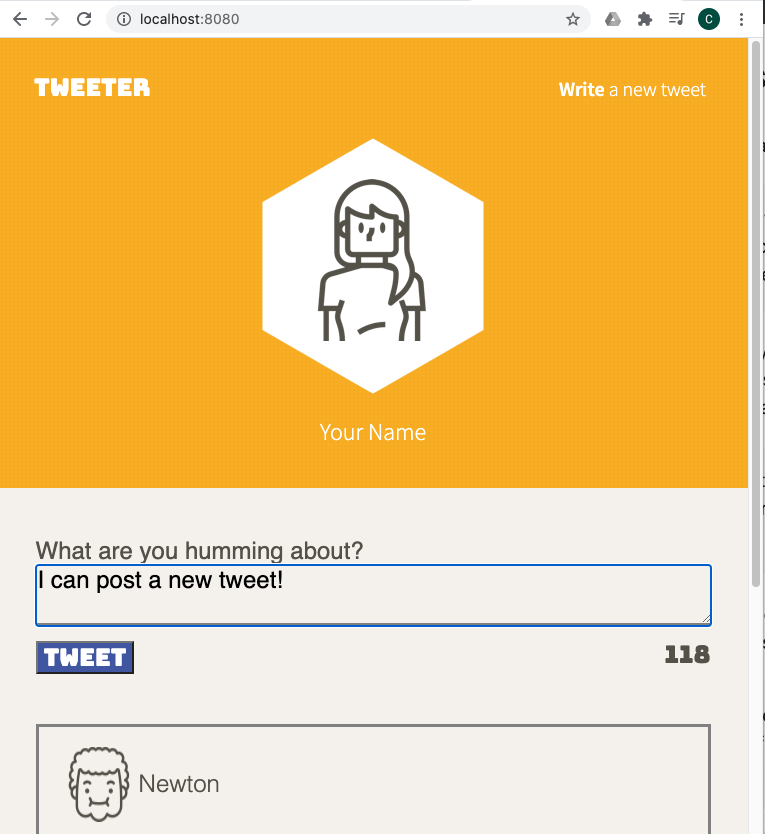 localhost:8080
C
TWEETER
Write a new tweet
Your Name
What are you humming about?
I can post a new tweet!
TWEET
118
Newton